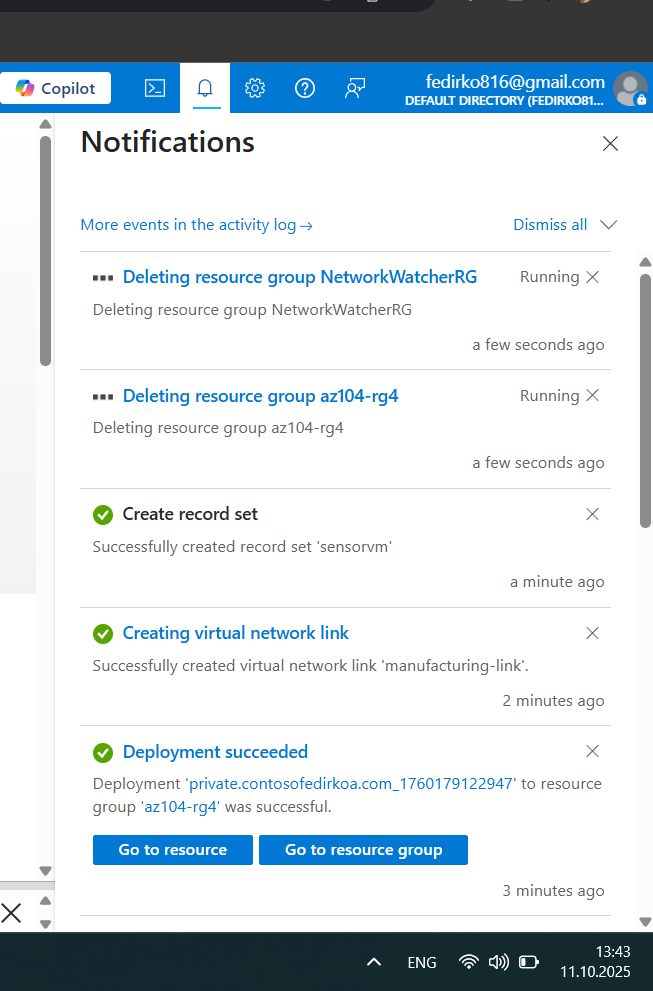 Copilot
fedirko816@gmail.com
DEFAULT DIRECTORY (FEDIRKO81...
Notifications
More events in the activity log→
Dismiss all
Deleting resource group NetworkWatcherRG
Running
Deleting resource group NetworkWatcherRG
a few seconds ago
Deleting resource group az104-rg4
Running
Deleting resource group az104-rg4
a few seconds ago
Create record set
Successfully created record set 'sensorvm'
a minute ago
Creating virtual network link
Successfully created virtual network link 'manufacturing-link'.
2 minutes ago
Deployment succeeded
Deployment 'private.contosofedirkoa.com_1760179122947' to resource
group 'az104-rg4' was successful.
Go to resource
Go to resource group
3 minutes ago
ENG
13:43
11.10.2025